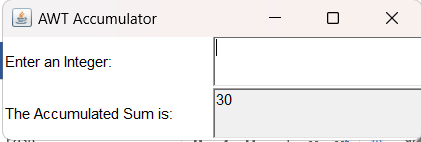 AWT Accumulator
Enter an Integer:
The Accumulated Sum is:
30